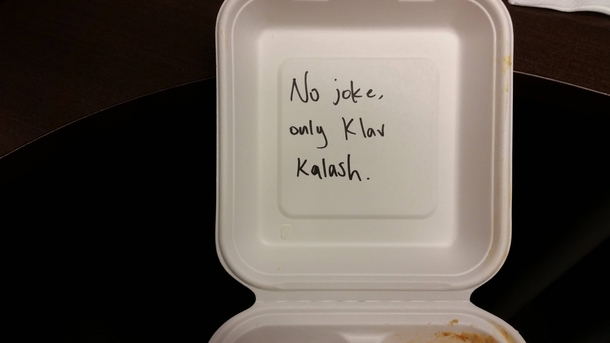 No joke,
only Klav
Kalash.